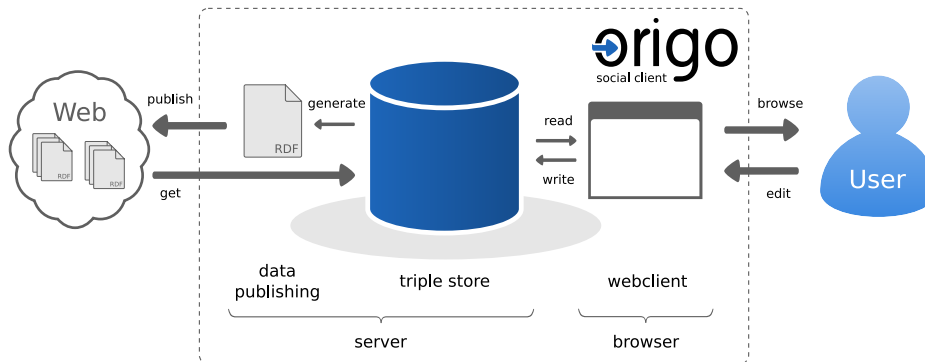 origo
social client
Web
RDF
RDF
publish
get
RDF
generate
read
write
browse
edit
User
data
publishing
triple store
webclient
server
browser